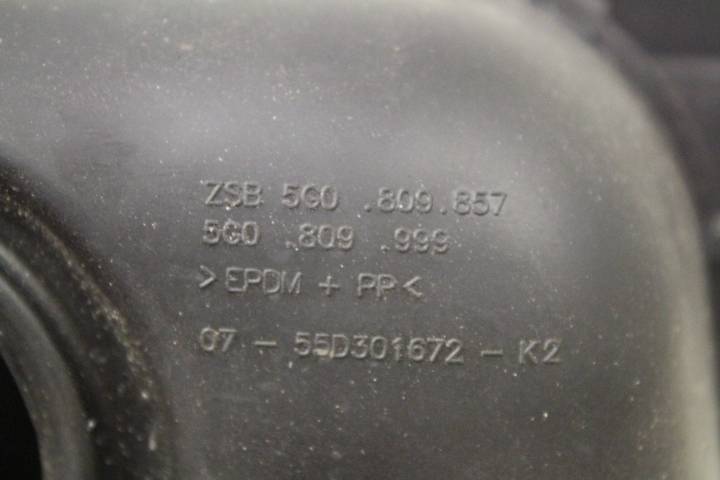 ZSB 5G0 .809.857
5G0 .809 .999
>EPDM + PP<
07 - 55D301672 - K2